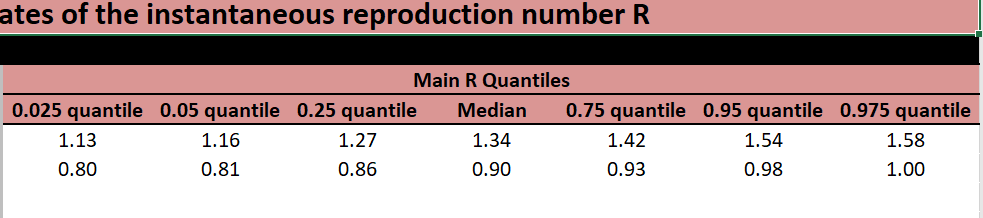 ates of the instantaneous reproduction number R
Main R Quantiles
0.025 quantile 0.05 quantile 0.25 quantile Median 0.75 quantile 0.95 quantile 0.975 quantile
1.13 1.16 1.27 1.34 1.42 1.54 1.58
0.80 0.81 0.86 0.90 0.93 0.98 1.00